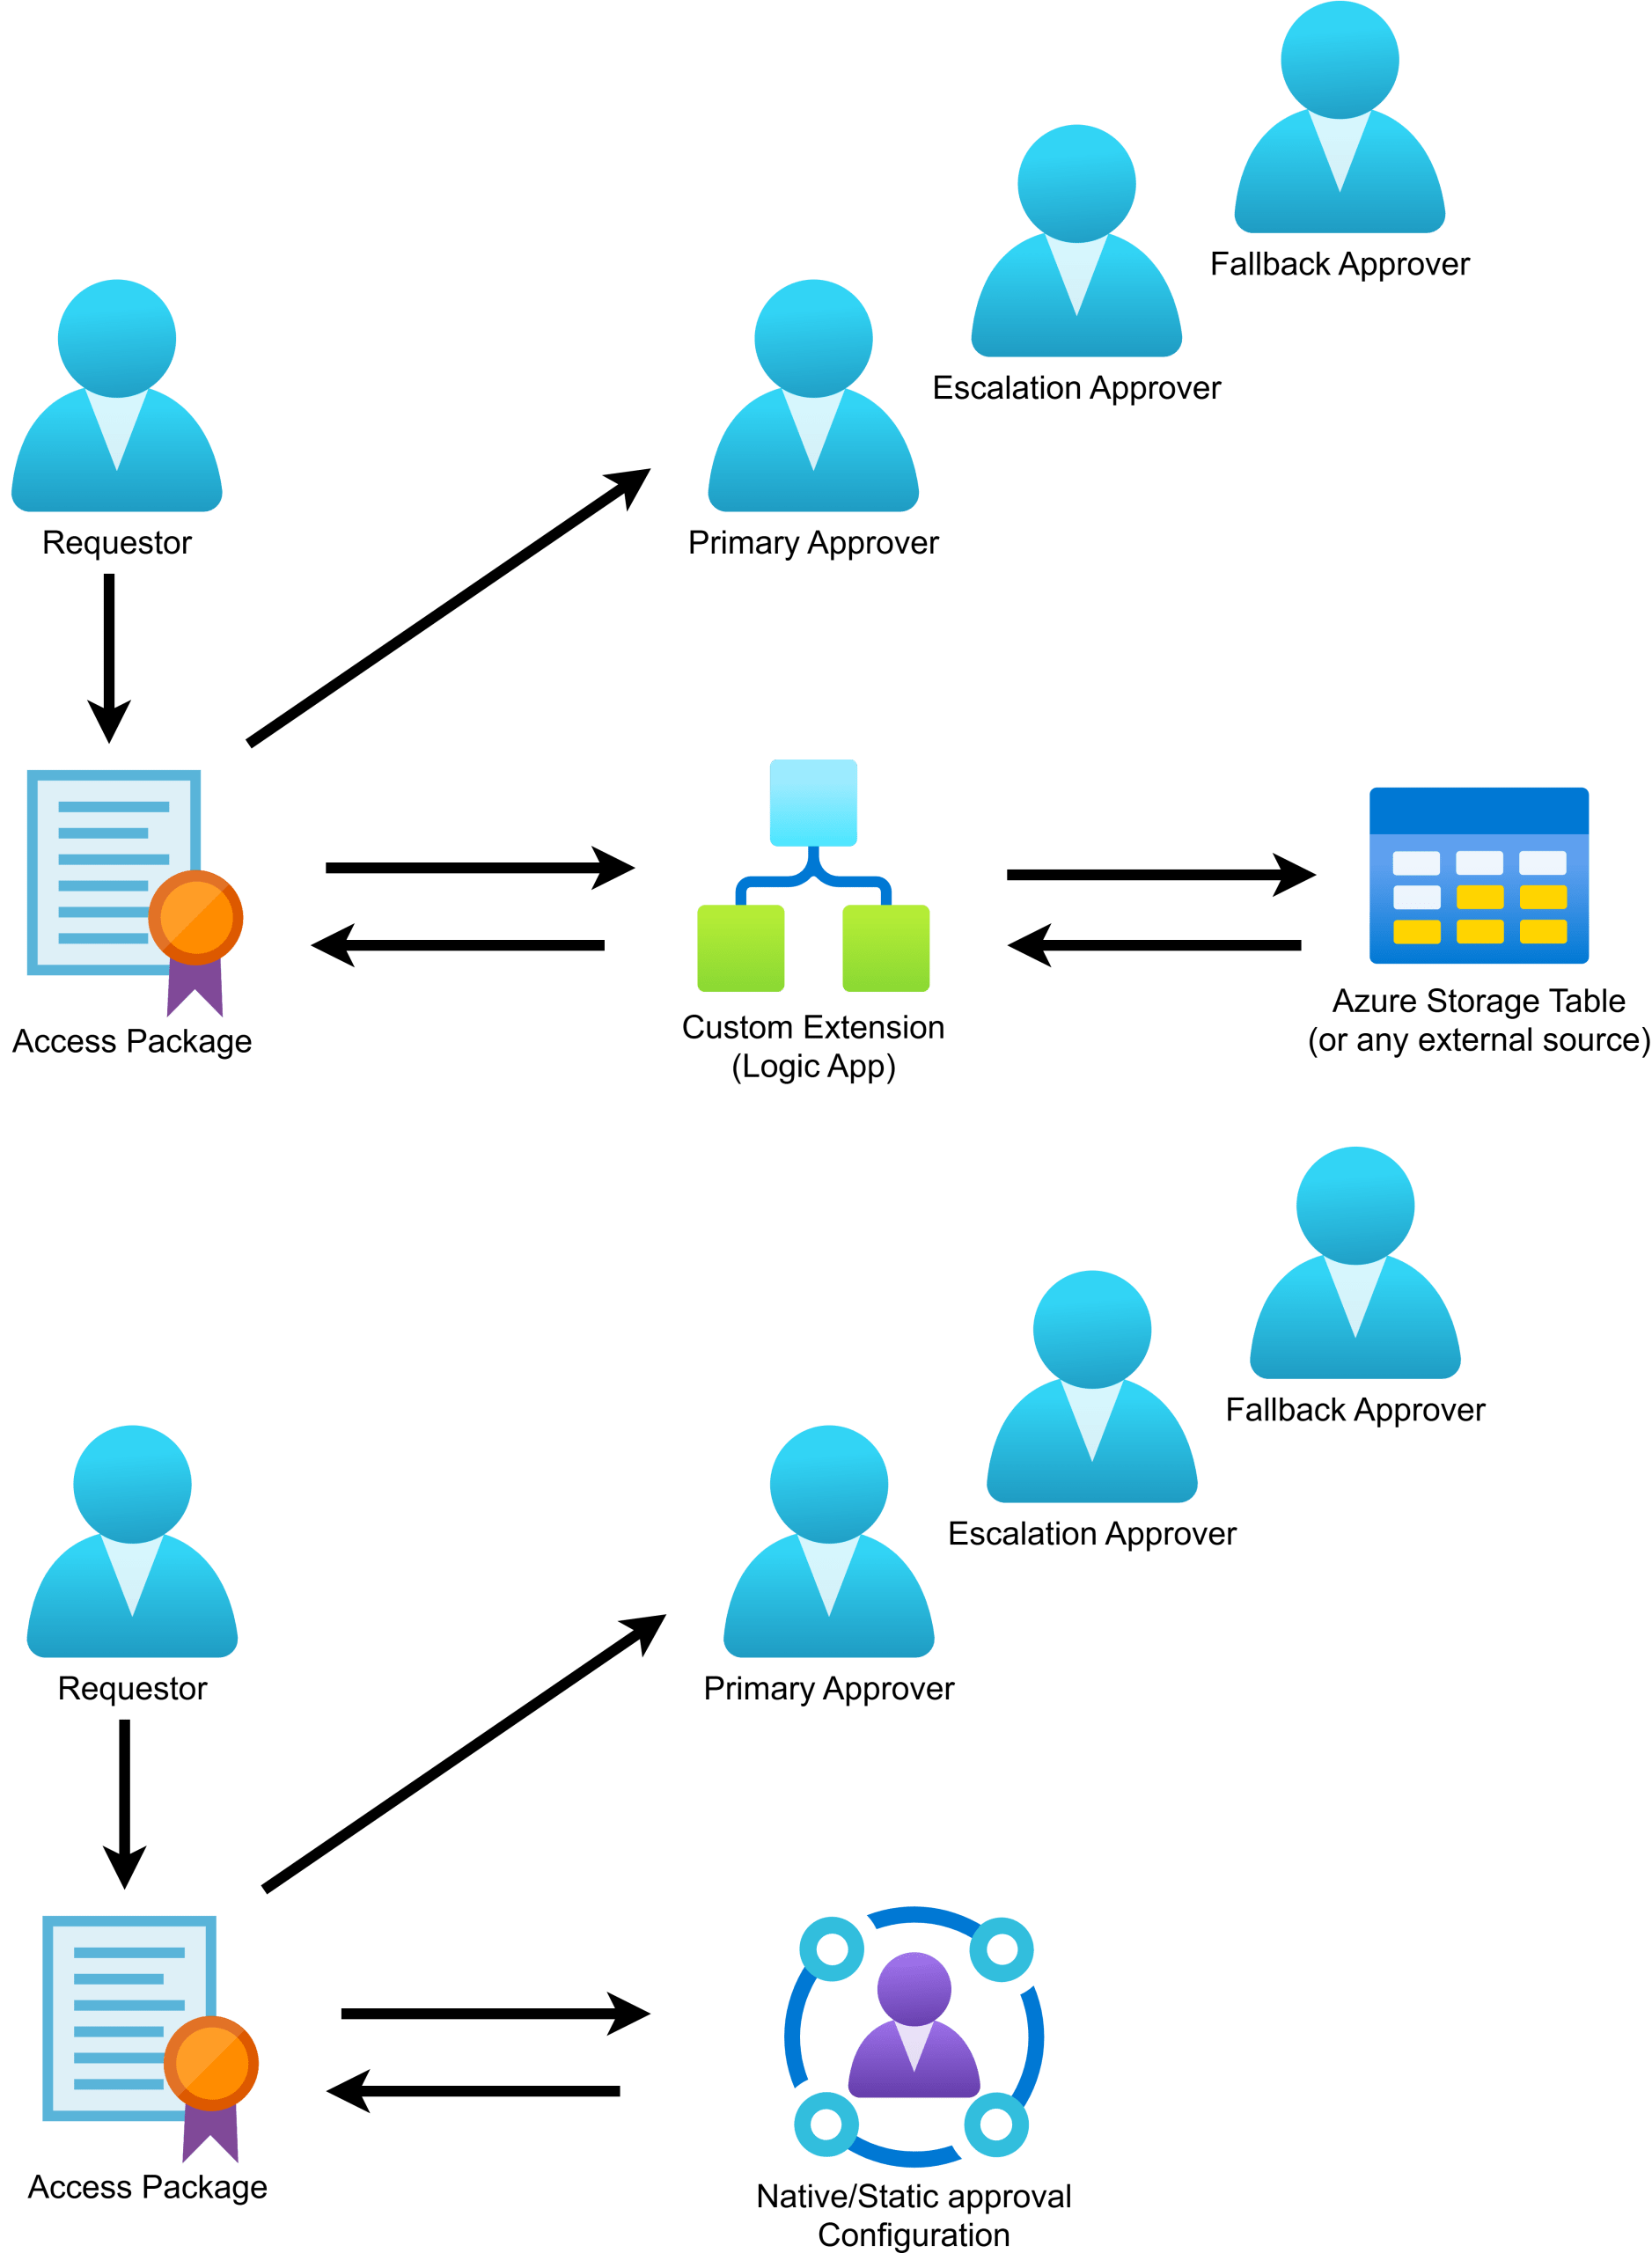 Fallback Approver
Escalation Approver
Requestor
Primary Approver
Access Package
Custom Extension
(Logic App)
Azure Storage Table
(or any external source)
Fallback Approver
Escalation Approver
Requestor
Primary Approver
Access Package
Native/Static approval
Configuration